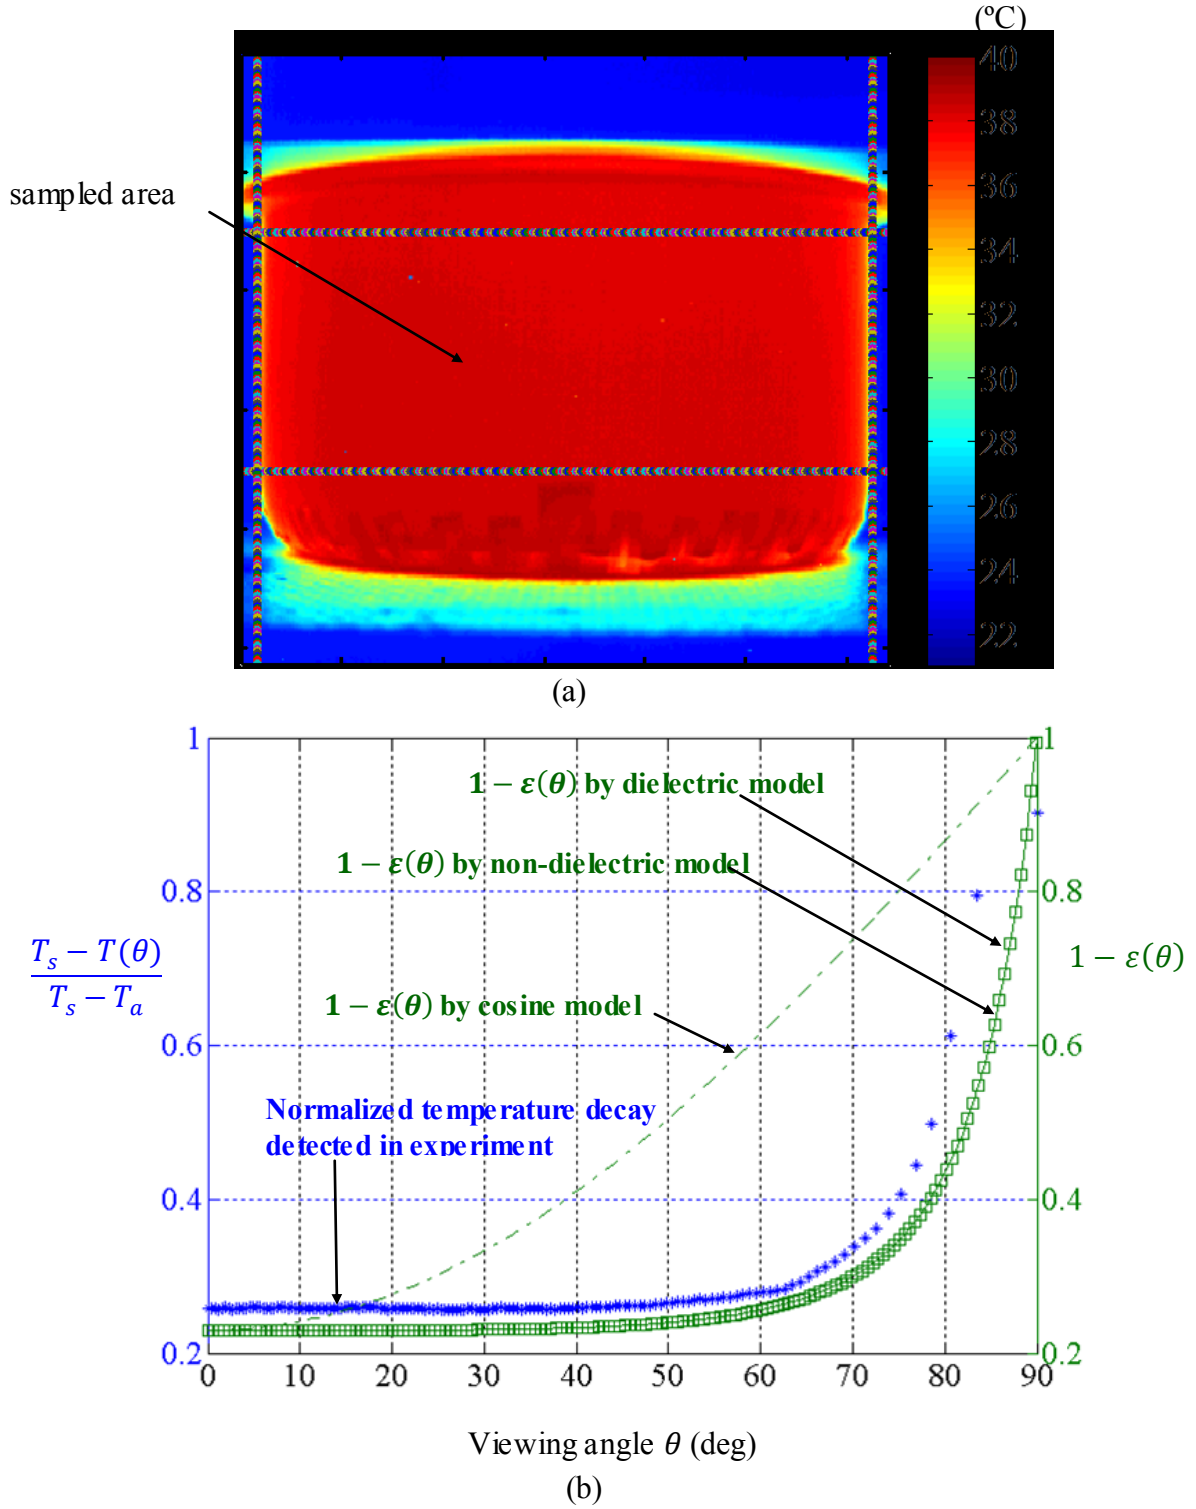 (ºC)
40
38
36
34
32
30
28
26
24
22
sampled area
(a)
1
0.8
0.6
0.4
0.2
1
0.8
0.6
0.4
0.2
1 − ε(θ) by dielectric model
1 − ε(θ) by non-dielectric model
1 − ε(θ) by cosine model
Normalized temperature decay
detected in experiment
T_s − T(θ)
T_s − T_a
1 − ε(θ)
0 10 20 30 40 50 60 70 80 90
Viewing angle θ (deg)
(b)